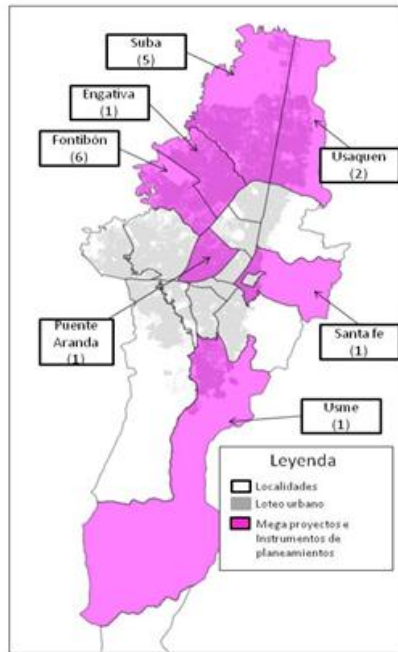 Suba
(5)
Engativa
(1)
Fontibón
(6)
Usaquen
(2)
Puente
Aranda
(1)
Santa fe
(1)
Usme
(1)
Leyenda
Localidades
Loteo urbano
Mega proyectos e
Instrumentos de
planeamientos